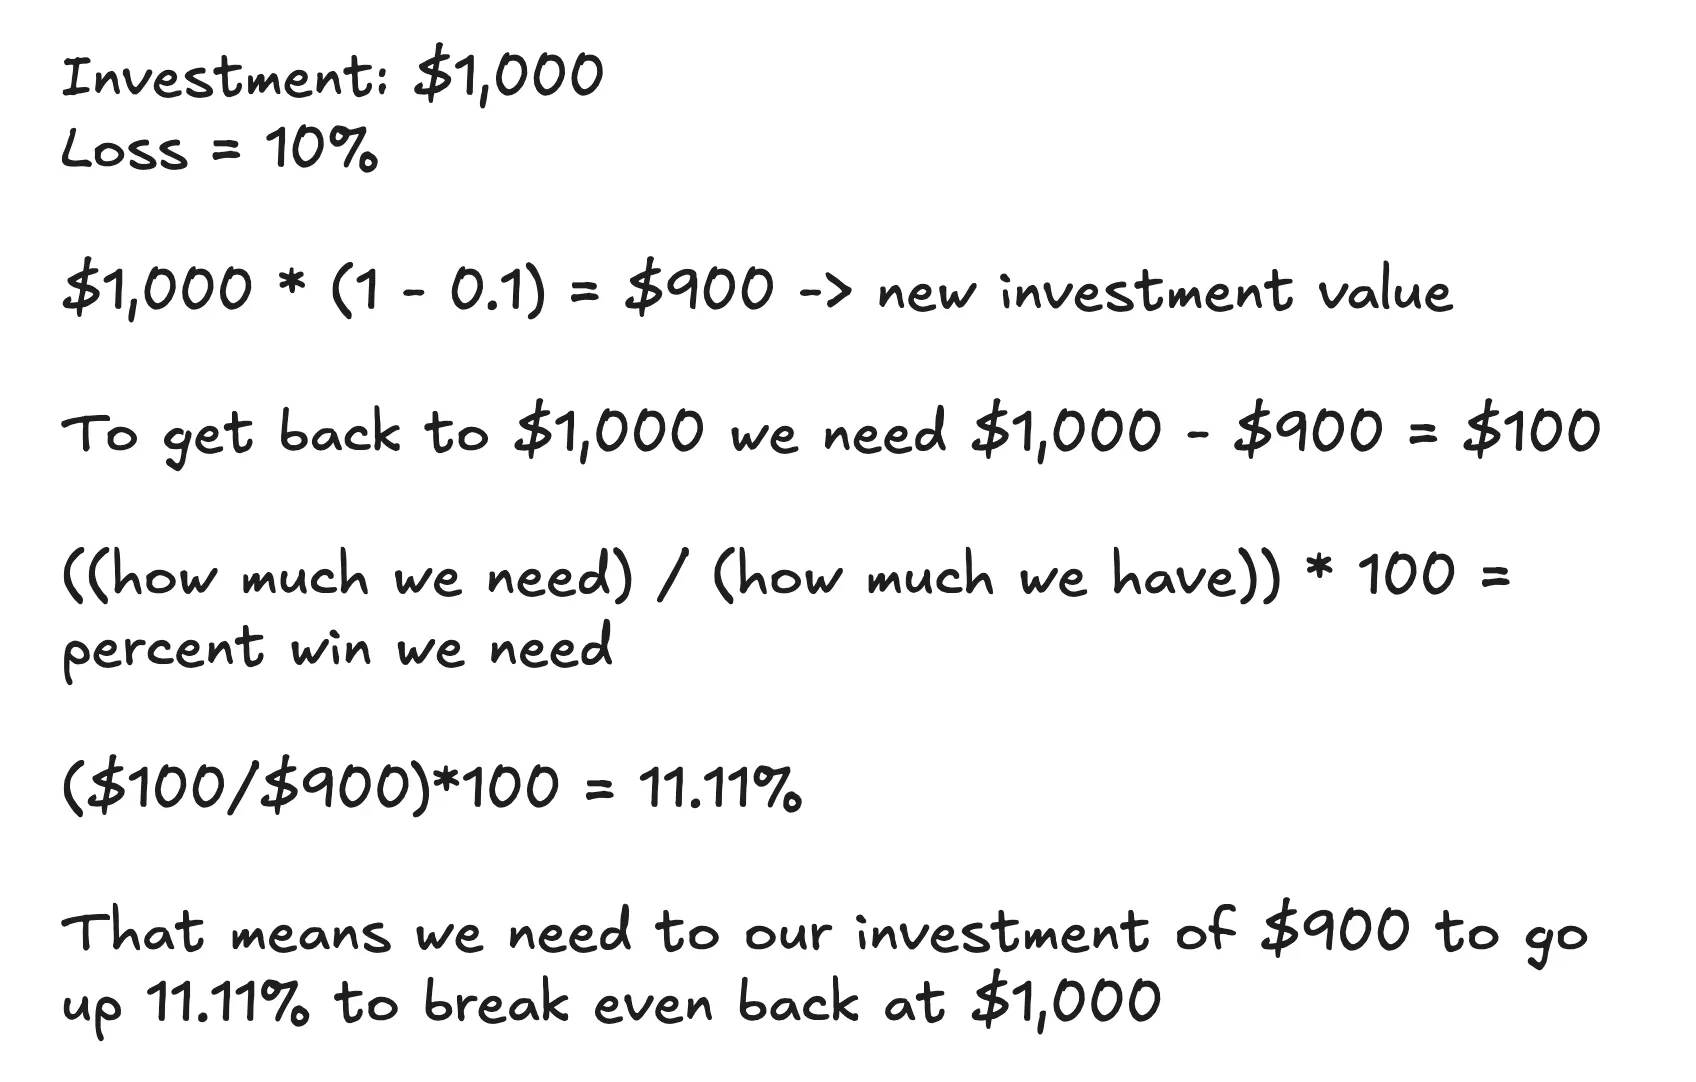 Investment: $1,000
Loss = 10%
$1,000 * (1 - 0.1) = $900 -> new investment value
To get back to $1,000 we need $1,000 - $900 = $100
((how much we need) / (how much we have)) * 100 =
percent win we need
($100/$900)*100 = 11.11%
That means we need to our investment of $900 to go
up 11.11% to break even back at $1,000